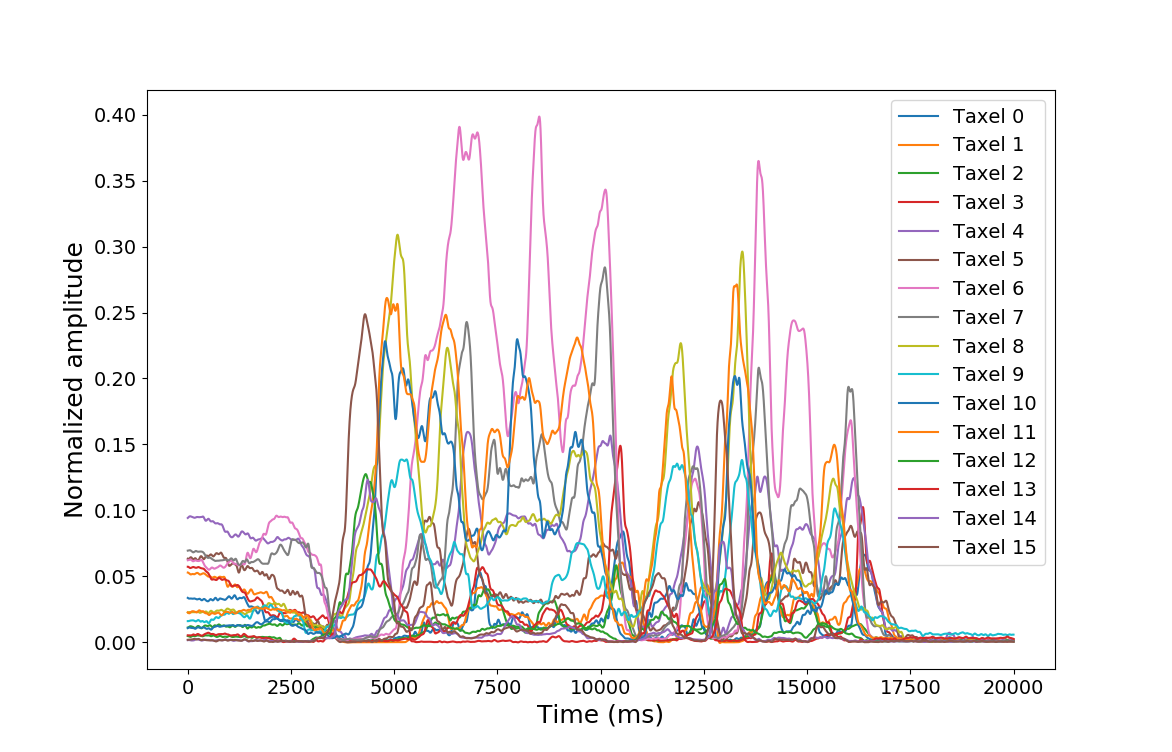 Normalized amplitude
0.40
0.35
0.30
0.25
0.20
0.15
0.10
0.05
0.00
0 2500 5000 7500 10000 12500 15000 17500 20000
Time (ms)
Taxel 0
Taxel 1
Taxel 2
Taxel 3
Taxel 4
Taxel 5
Taxel 6
Taxel 7
Taxel 8
Taxel 9
Taxel 10
Taxel 11
Taxel 12
Taxel 13
Taxel 14
Taxel 15